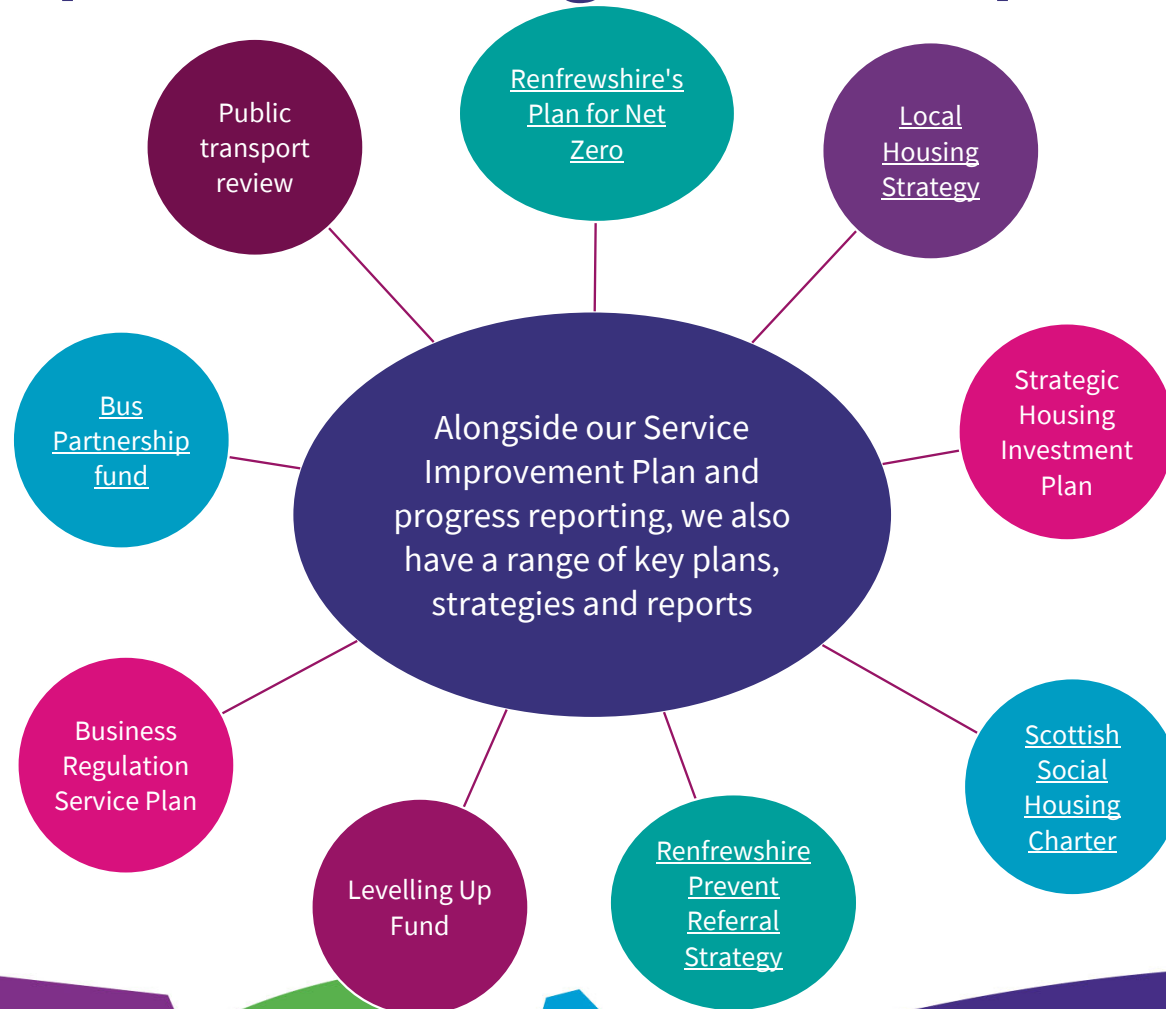 Public
transport
review
Renfrewshire's
Plan for Net
Zero
Local
Housing
Strategy
Bus
Partnership
fund
Alongside our Service
Improvement Plan and
progress reporting, we also
have a range of key plans,
strategies and reports
Strategic
Housing
Investment
Plan
Business
Regulation
Service Plan
Scottish
Social
Housing
Charter
Levelling Up
Fund
Renfrewshire
Prevent
Referral
Strategy